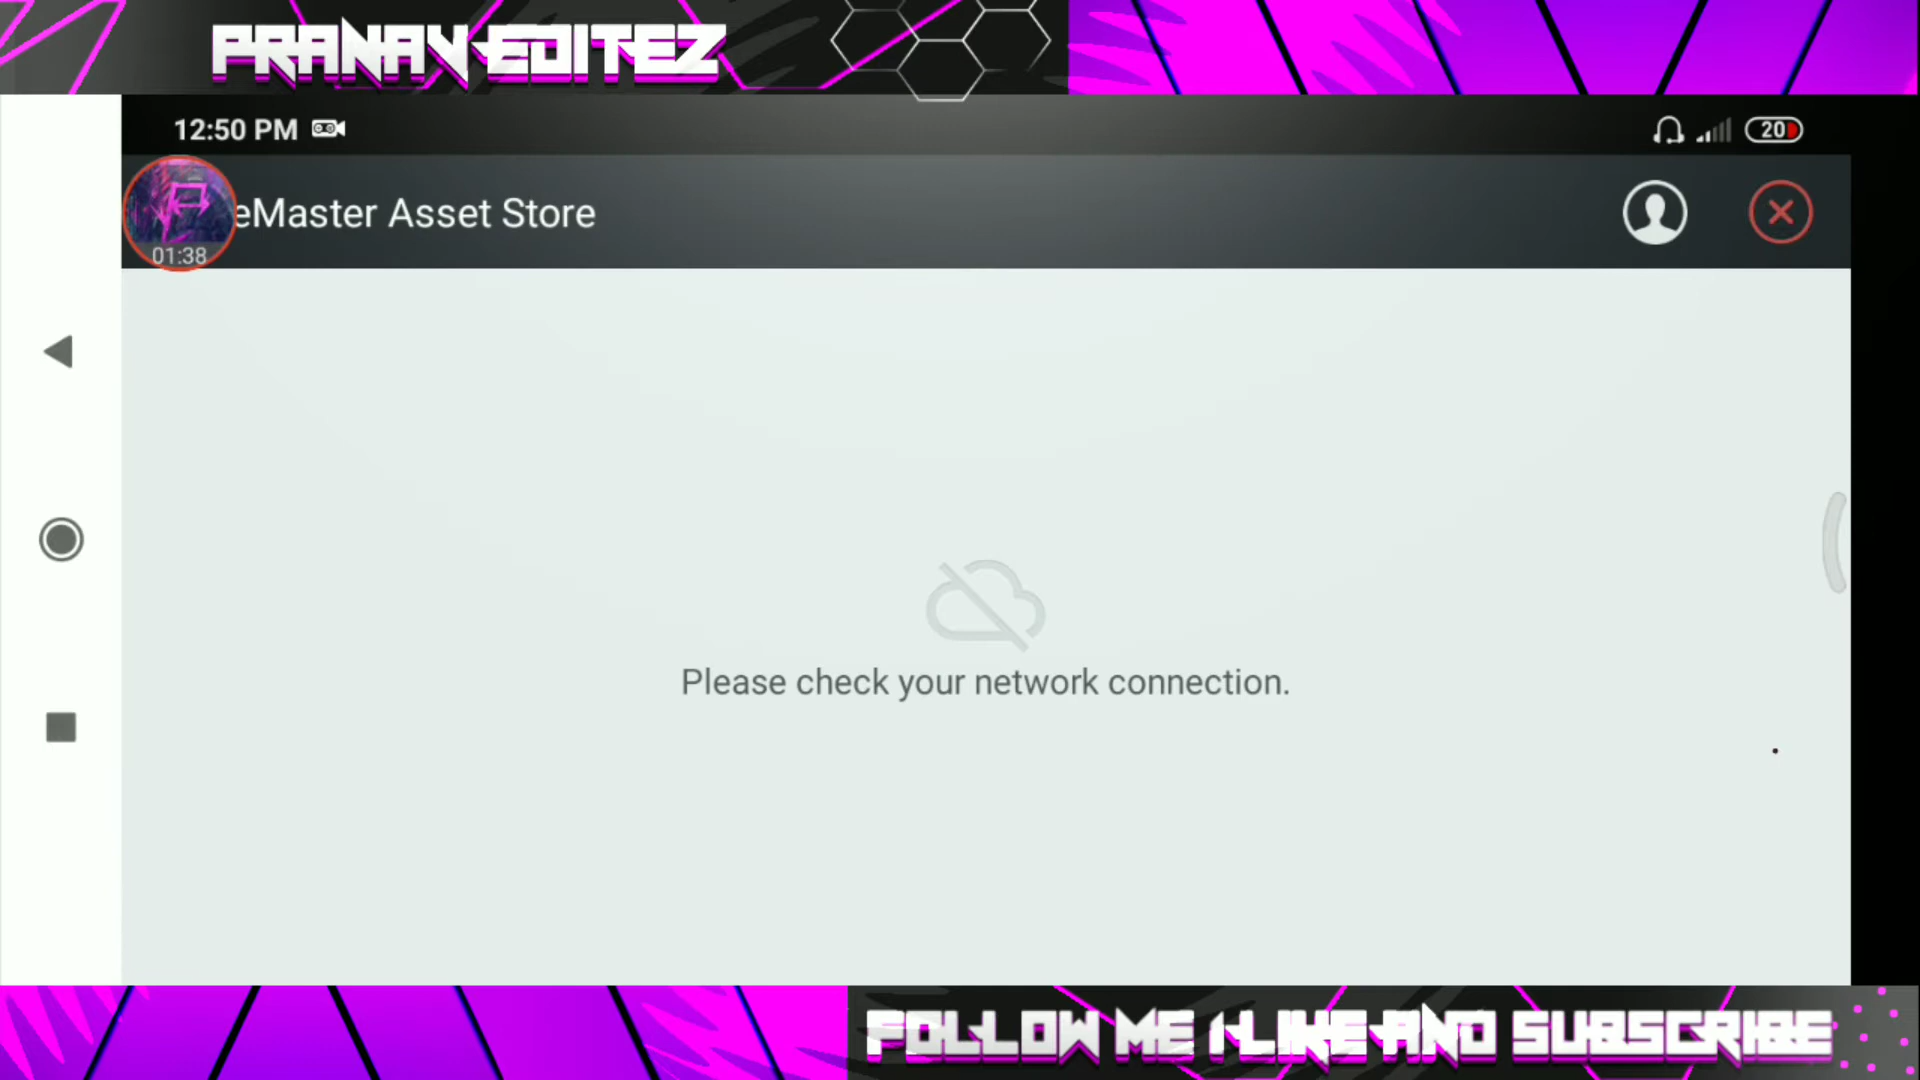 PRANAV EDITEZ
12:50 PM
20
eMaster Asset Store
01:38
Please check your network connection.
FOLLOW ME LIKE AND SUBSCRIBE